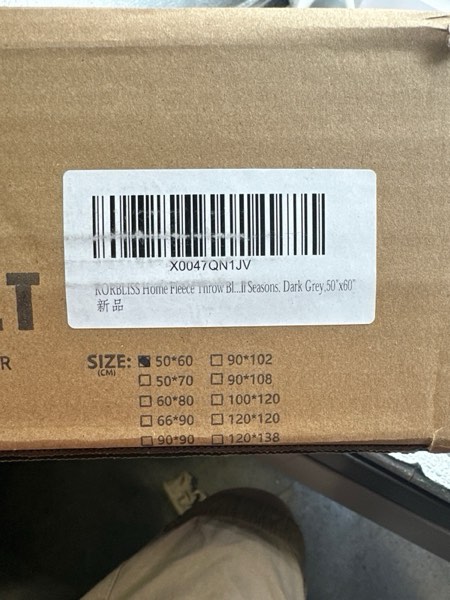 X0047QN1JV
KORBLISS Home Fleece Throw Bl...ll Seasons, Dark Grey,50"x60"
新品
LT
R
SIZE: 50*60 90*102
(CM)
50*70 90*108
60*80 100*120
66*90 120*120
90*90 120*138